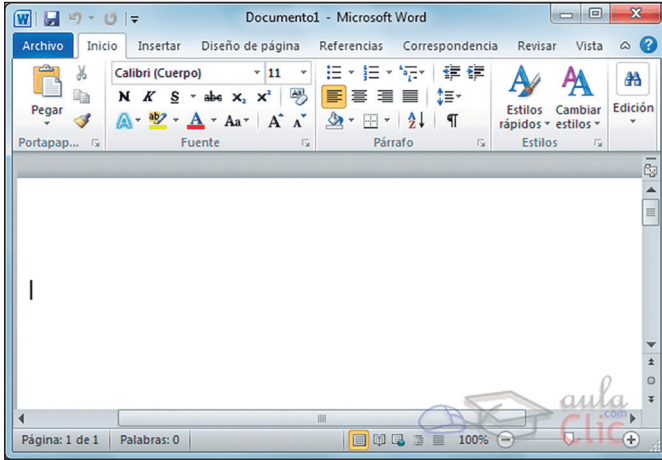 Documento1 - Microsoft Word
Archivo Inicio Insertar Diseño de página Referencias Correspondencia Revisar Vista
Calibri (Cuerpo) 11
N K S abc x₂ x²
A ab A Aa A A
Pegar
Estilos rápidos Cambiar estilos Edición
Portapap... Fuente Párrafo Estilos
aula
Clic
.com
Página: 1 de 1 Palabras: 0 100%